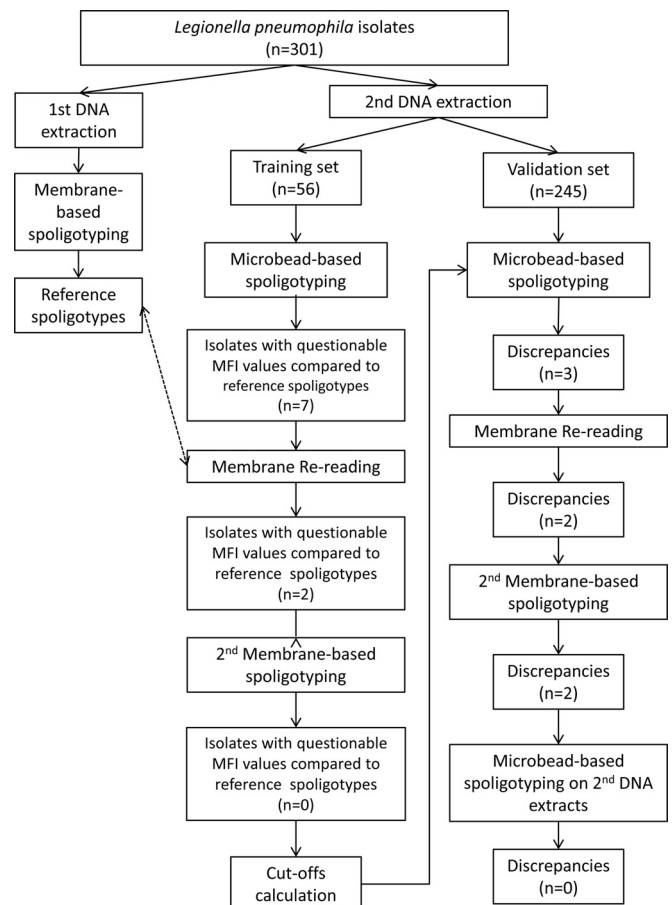 Legionella pneumophila isolates
(n=301)
1st DNA
extraction
2nd DNA extraction
Membrane-
based
spoligotyping
Reference
spoligotypes
Training set
(n=56)
Microbead-based
spoligotyping
Isolates with questionable
MFI values compared to
reference spoligotypes
(n=7)
Membrane Re-reading
Isolates with questionable
MFI values compared to
reference spoligotypes
(n=2)
2nd Membrane-based
spoligotyping
Isolates with questionable
MFI values compared to
reference spoligotypes
(n=0)
Cut-offs
calculation
Validation set
(n=245)
Microbead-based
spoligotyping
Discrepancies
(n=3)
Membrane Re-reading
Discrepancies
(n=2)
2nd Membrane-based
spoligotyping
Discrepancies
(n=2)
Microbead-based
spoligotyping on 2nd DNA
extracts
Discrepancies
(n=0)